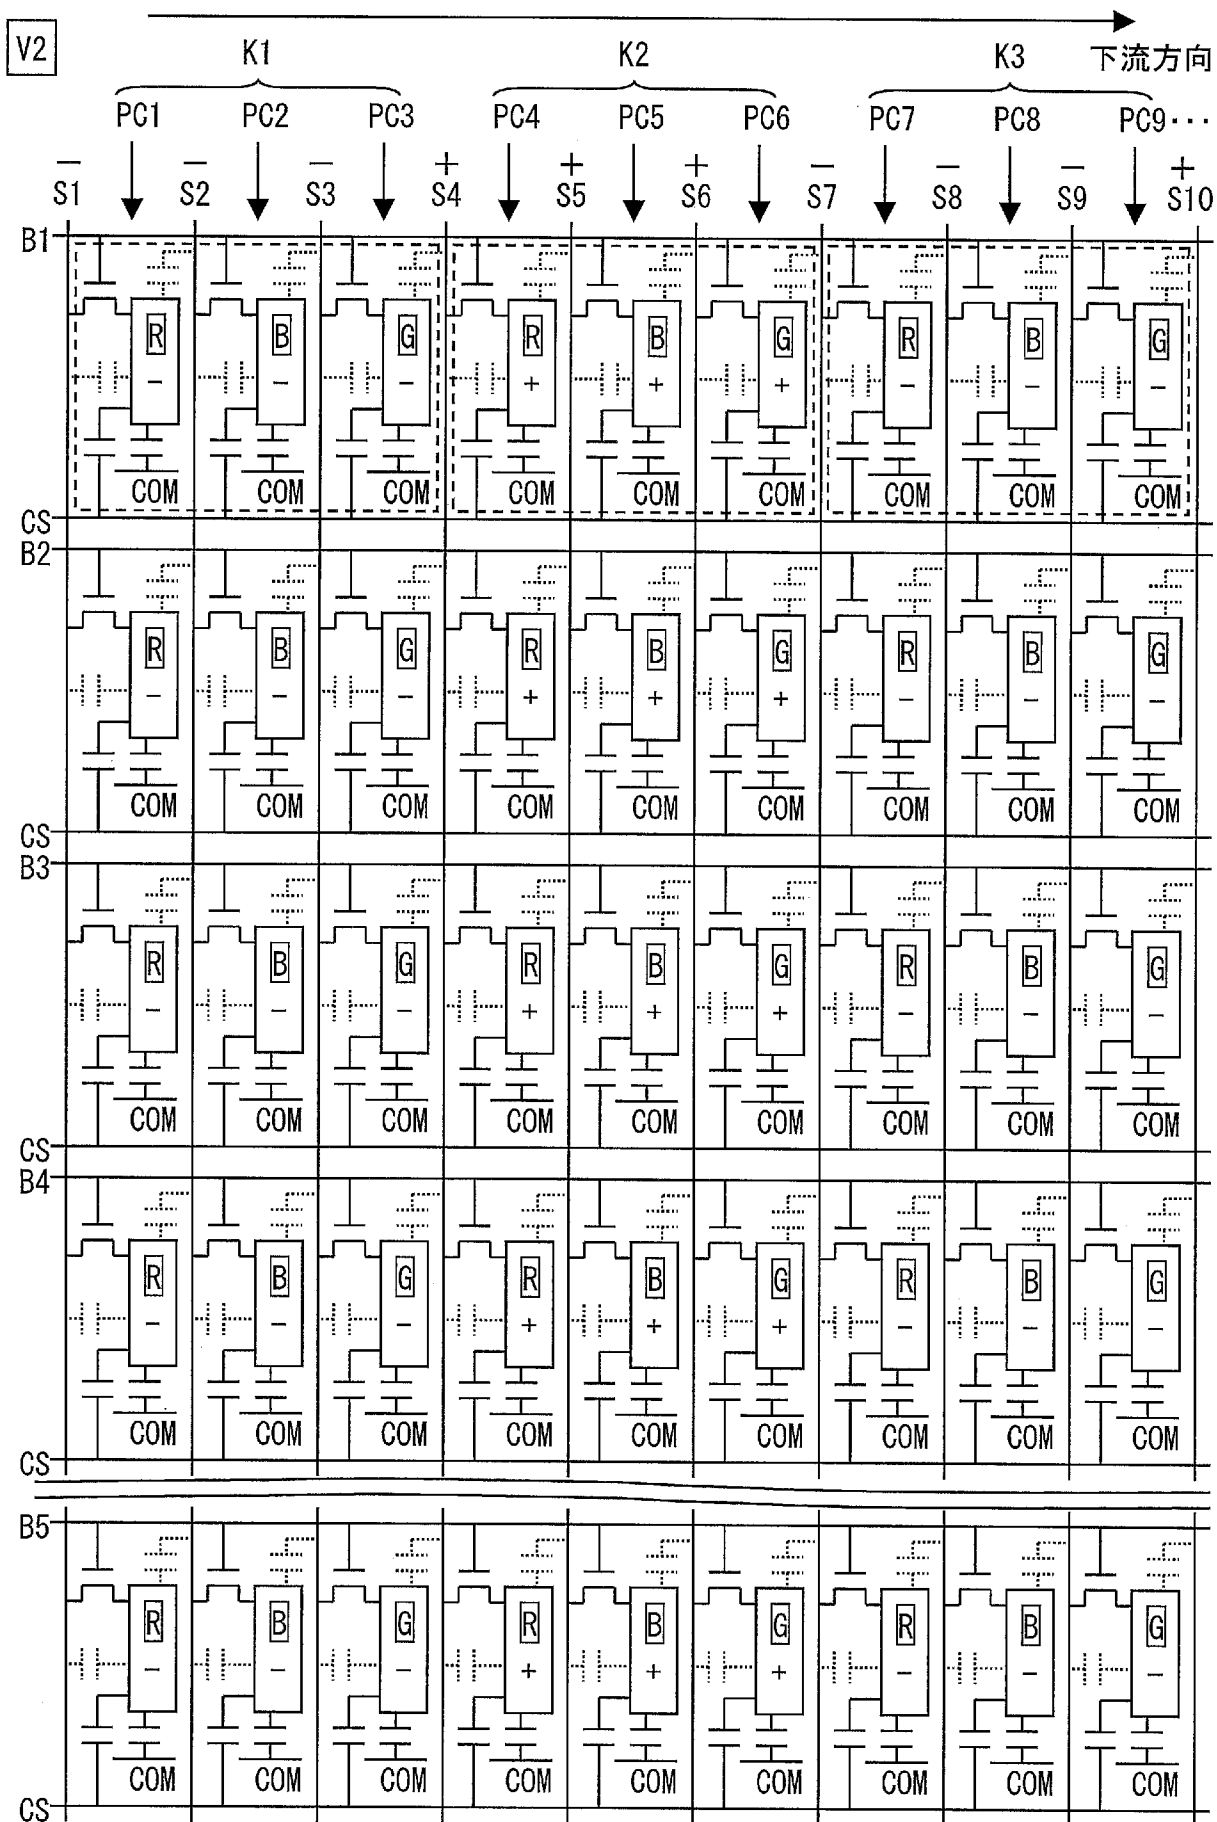 V2
K1 K2 K3 下流方向
PC1 PC2 PC3 PC4 PC5 PC6 PC7 PC8 PC9···
− − − + + + − − − +
S1 S2 S3 S4 S5 S6 S7 S8 S9 S10
B1
R B G R B G R B G
− − − + + + − − −
COM COM COM COM COM COM COM COM COM
CS
B2
R B G R B G R B G
− − − + + + − − −
COM COM COM COM COM COM COM COM COM
CS
B3
R B G R B G R B G
− − − + + + − − −
COM COM COM COM COM COM COM COM COM
CS
B4
R B G R B G R B G
− − − + + + − − −
COM COM COM COM COM COM COM COM COM
CS
B5
R B G R B G R B G
− − − + + + − − −
COM COM COM COM COM COM COM COM COM
CS